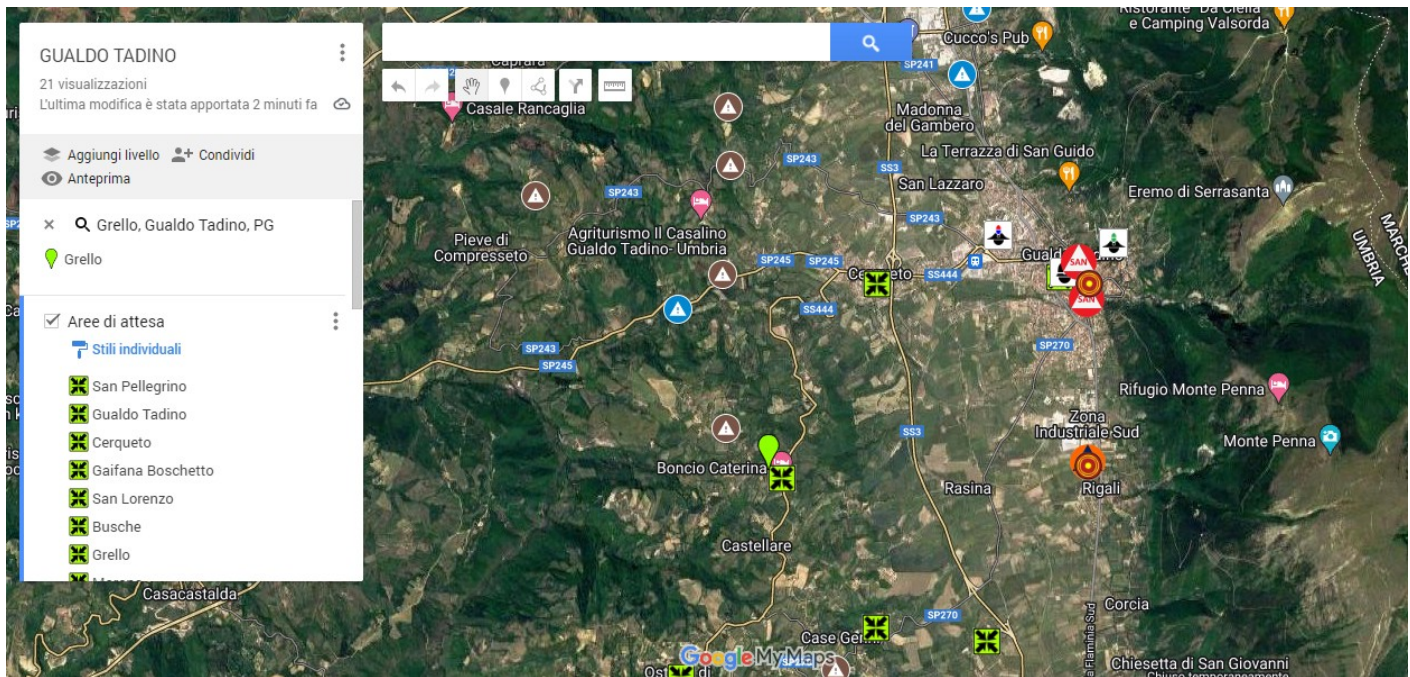 GUALDO TADINO
21 visualizzazioni
L'ultima modifica è stata apportata 2 minuti fa
Aggiungi livello
Condividi
Anteprima
Grello, Gualdo Tadino, PG
Grello
Aree di attesa
Stili individuali
San Pellegrino
Gualdo Tadino
Cerqueto
Gaifana Boschetto
San Lorenzo
Busche
Grello
Ristorante "Da Clelia"
e Camping Valsorda
Cucco's Pub
SP241
Casale Rancaglia
Madonna
del Gambero
La Terrazza di San Guido
SP243
SS3
San Lazzaro
Eremo di Serrasanta
SP243
SP243
MARCHE
UMBRIA
Agriturismo Il Casalino
Gualdo Tadino- Umbria
Pieve di
Compresseto
SP245
SP245
SS444
SAN
SAN
SS444
SP270
SP243
SP245
Rifugio Monte Penna
Zona
Industriale Sud
SS3
Monte Penna
Boncio Caterina
Rasina
Rigali
Castellare
Casacastalda
Corcia
SP270
Case
Google My Maps
Flaminia Sud
Chiesetta di San Giovanni
Chiuso temporaneamente